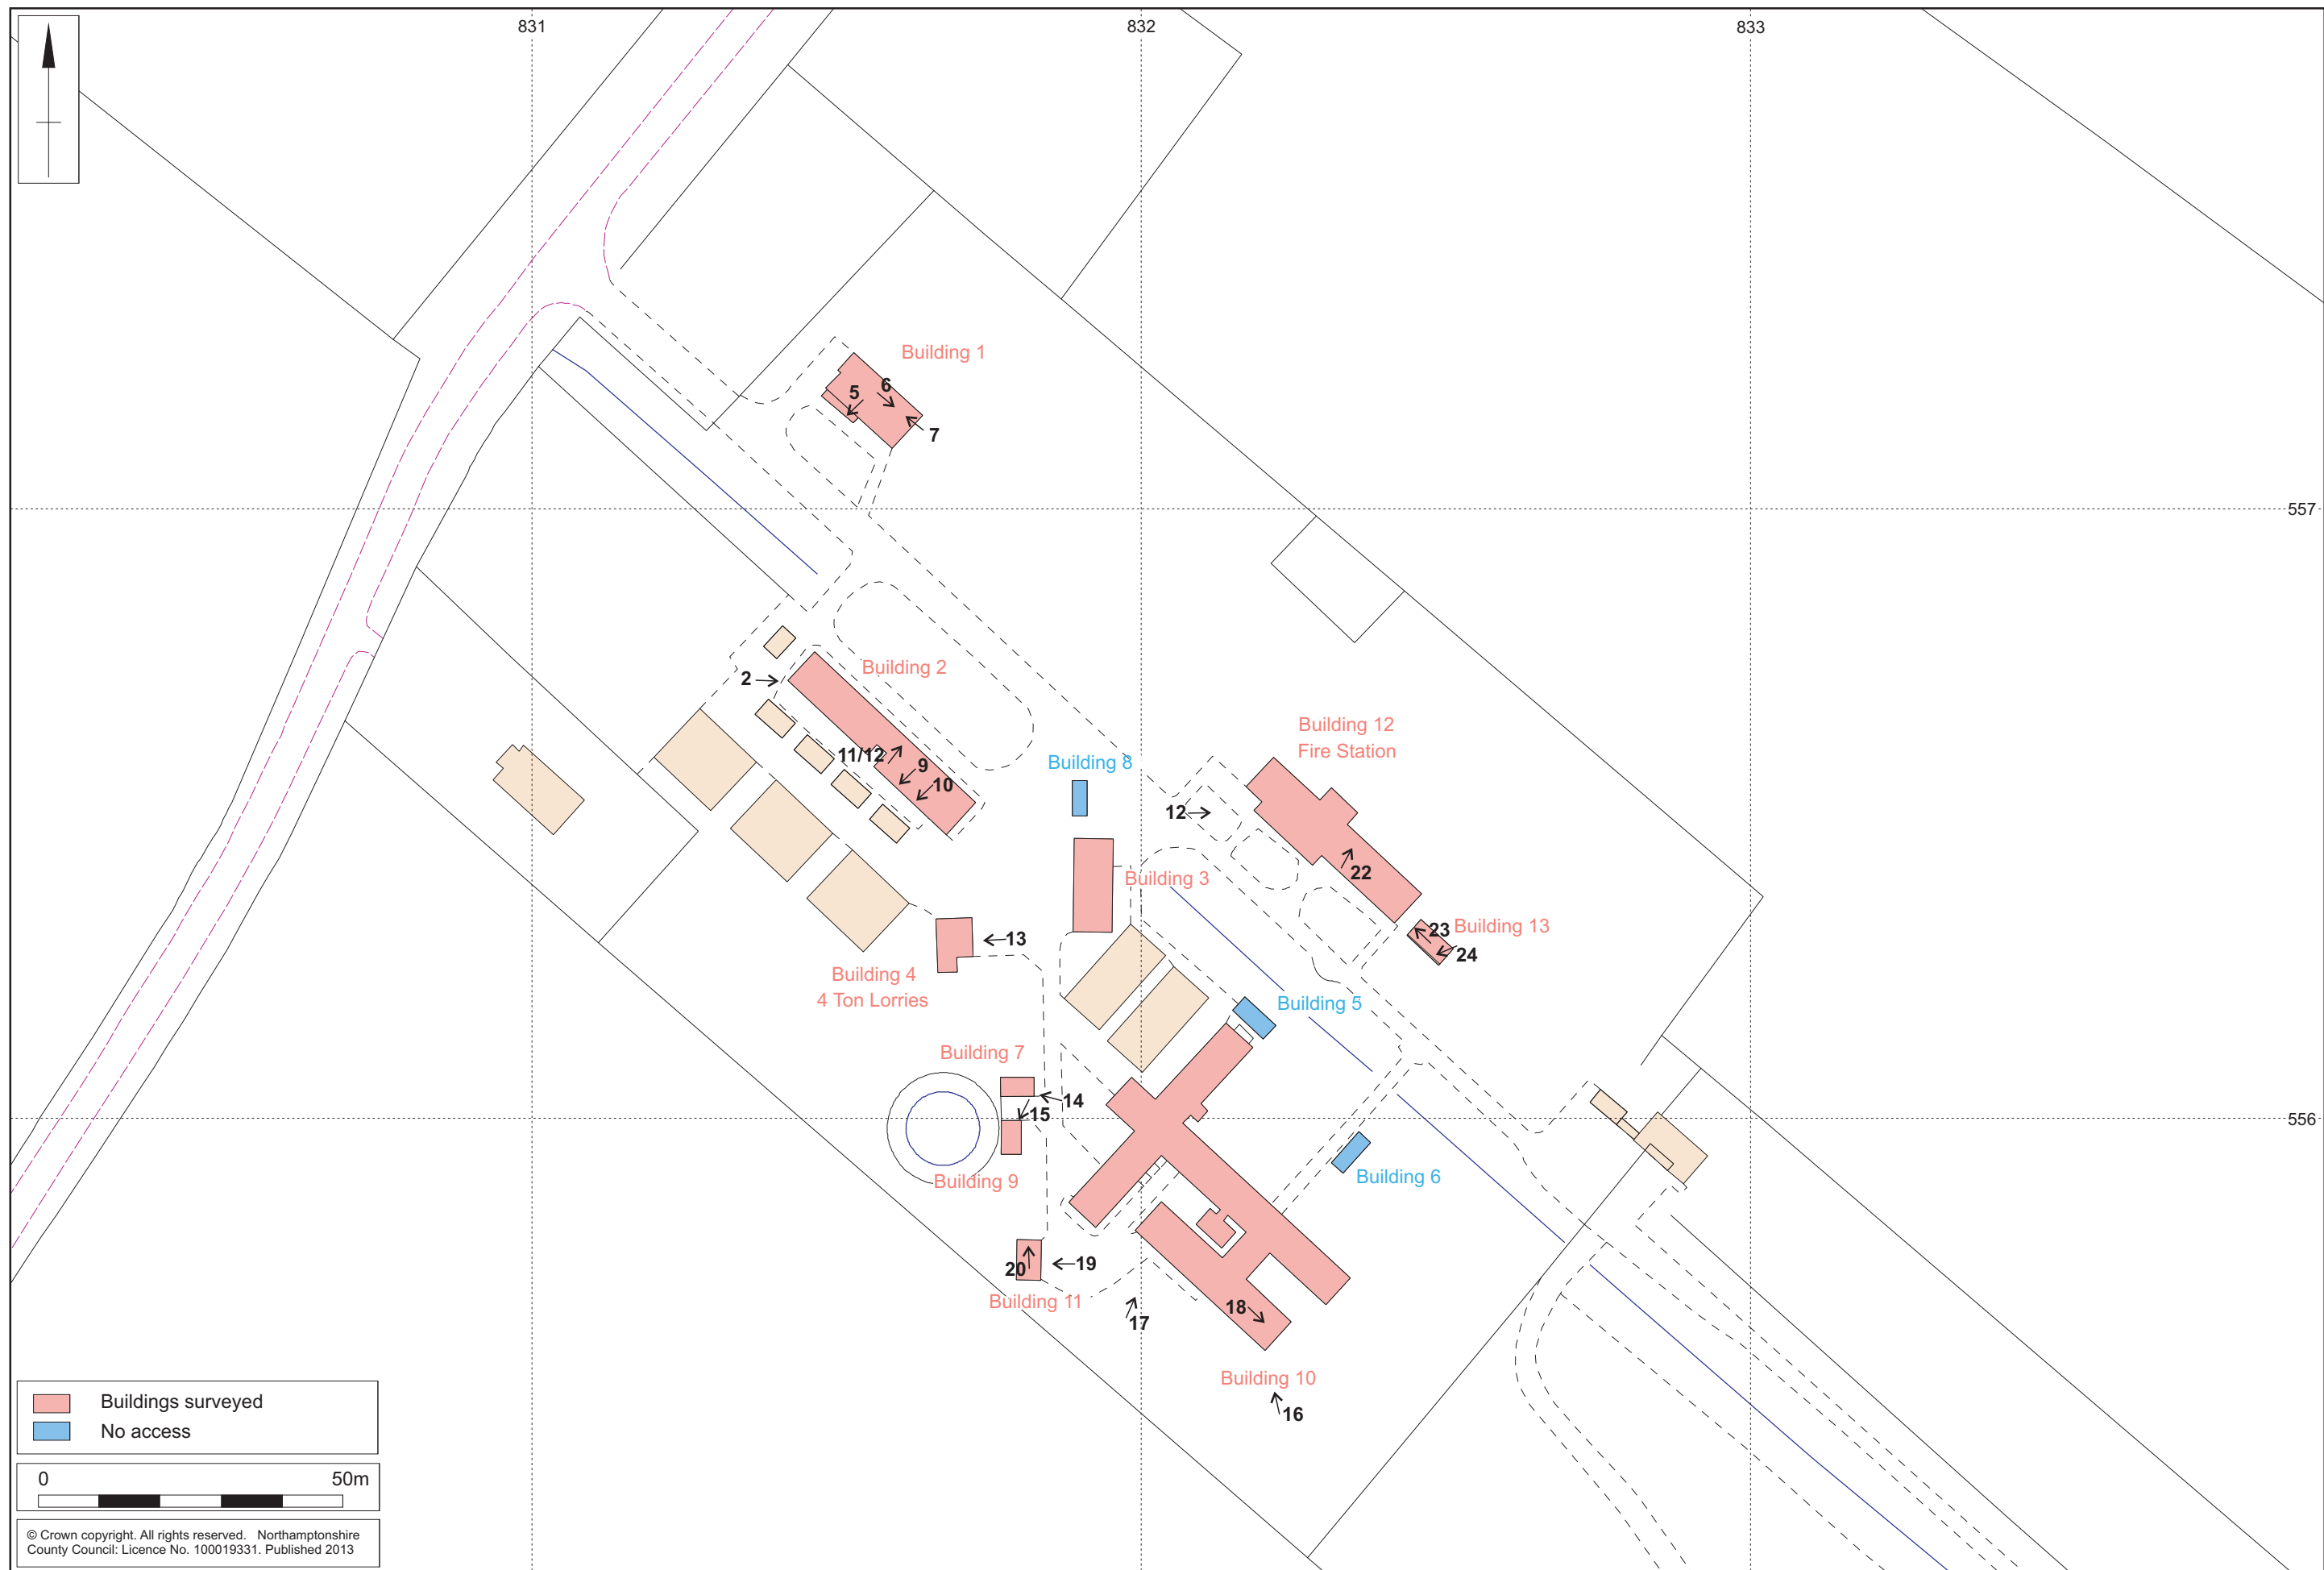 831
832
833
Building 1
5
6
7
557
Building 2
2
11/12
9
10
Building 12
Fire Station
Building 8
12
22
Building 3
23
Building 13
24
13
Building 4
4 Ton Lorries
Building 5
Building 7
14
15
556
Building 9
Building 6
20
19
Building 11
17
18
Building 10
16
Buildings surveyed
No access
0 50m
© Crown copyright. All rights reserved. Northamptonshire
County Council: Licence No. 100019331. Published 2013